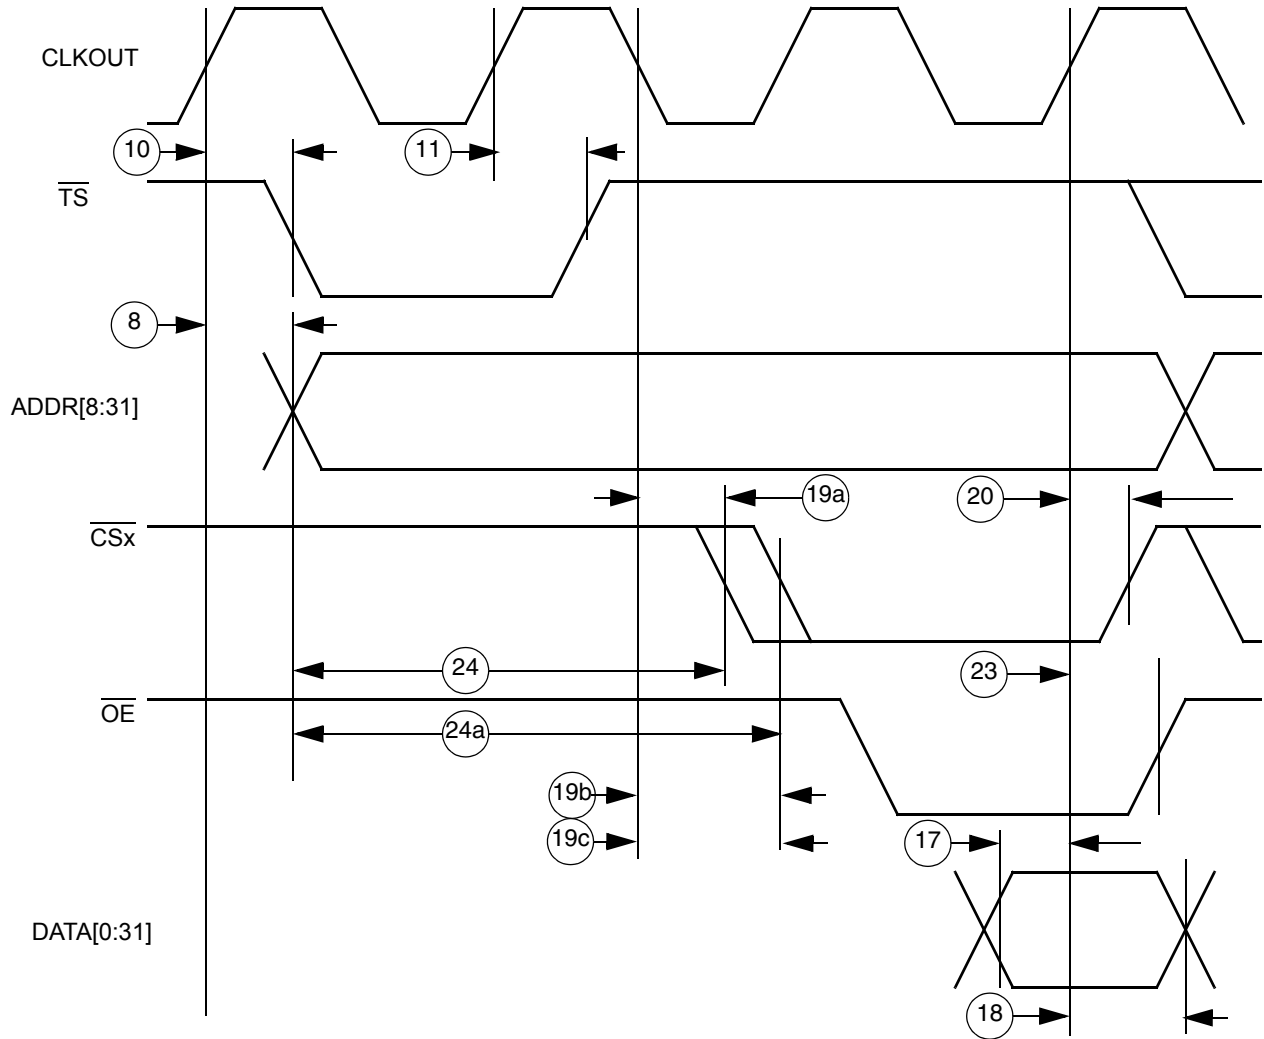 CLKOUT
10
11
TS
8
ADDR[8:31]
19a
20
CSx
24
23
OE
24a
19b
19c
17
DATA[0:31]
18